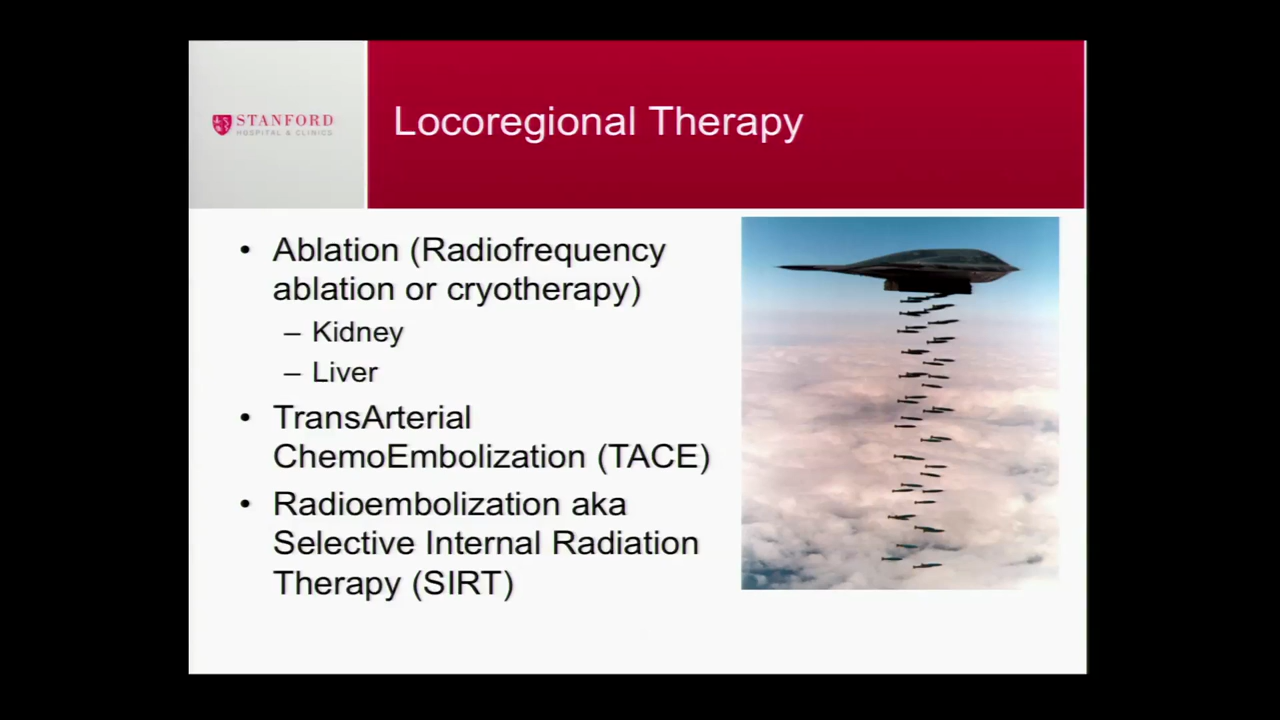 STANFORD
HOSPITAL & CLINICS
Locoregional Therapy
• Ablation (Radiofrequency
ablation or cryotherapy)
– Kidney
– Liver
• TransArterial
ChemoEmbolization (TACE)
• Radioembolization aka
Selective Internal Radiation
Therapy (SIRT)